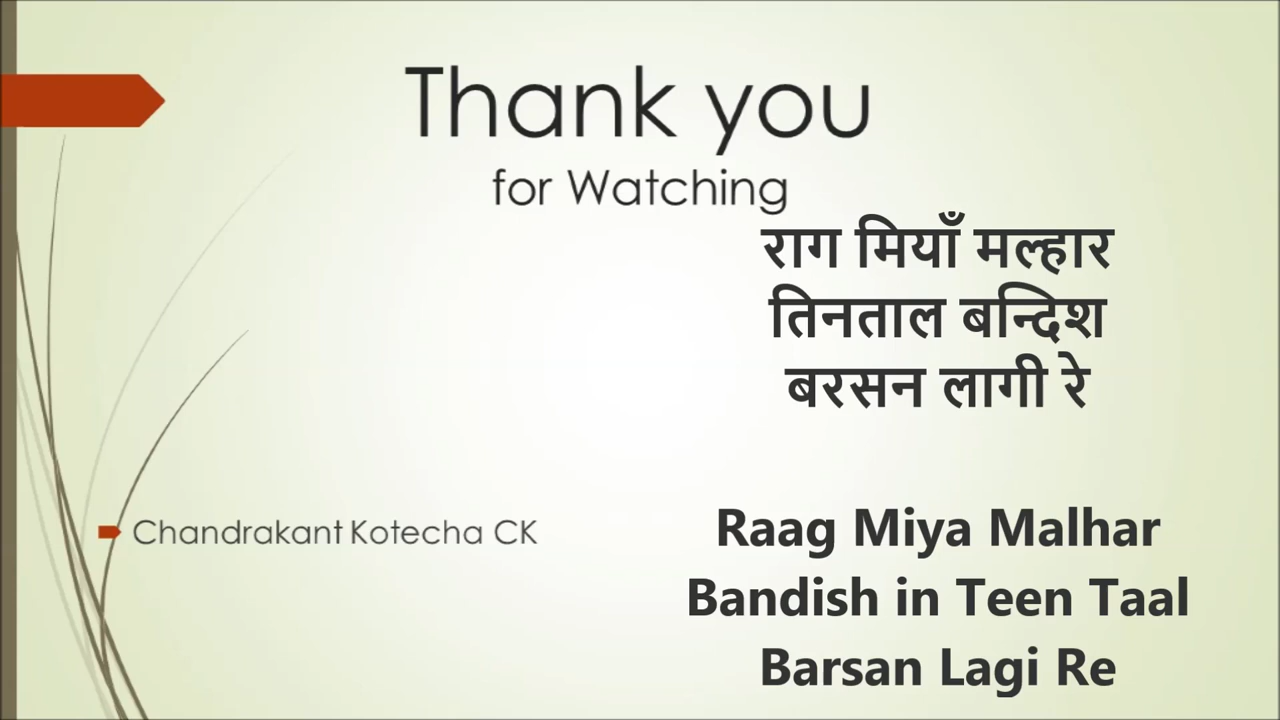 Thank you
for Watching
राग मियाँ मल्हार
तिनताल बन्दिश
बरसन लागी रे
Chandrakant Kotecha CK
Raag Miya Malhar
Bandish in Teen Taal
Barsan Lagi Re